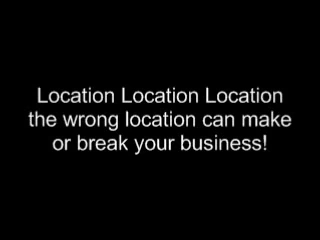 Location Location Location
the wrong location can make
or break your business!